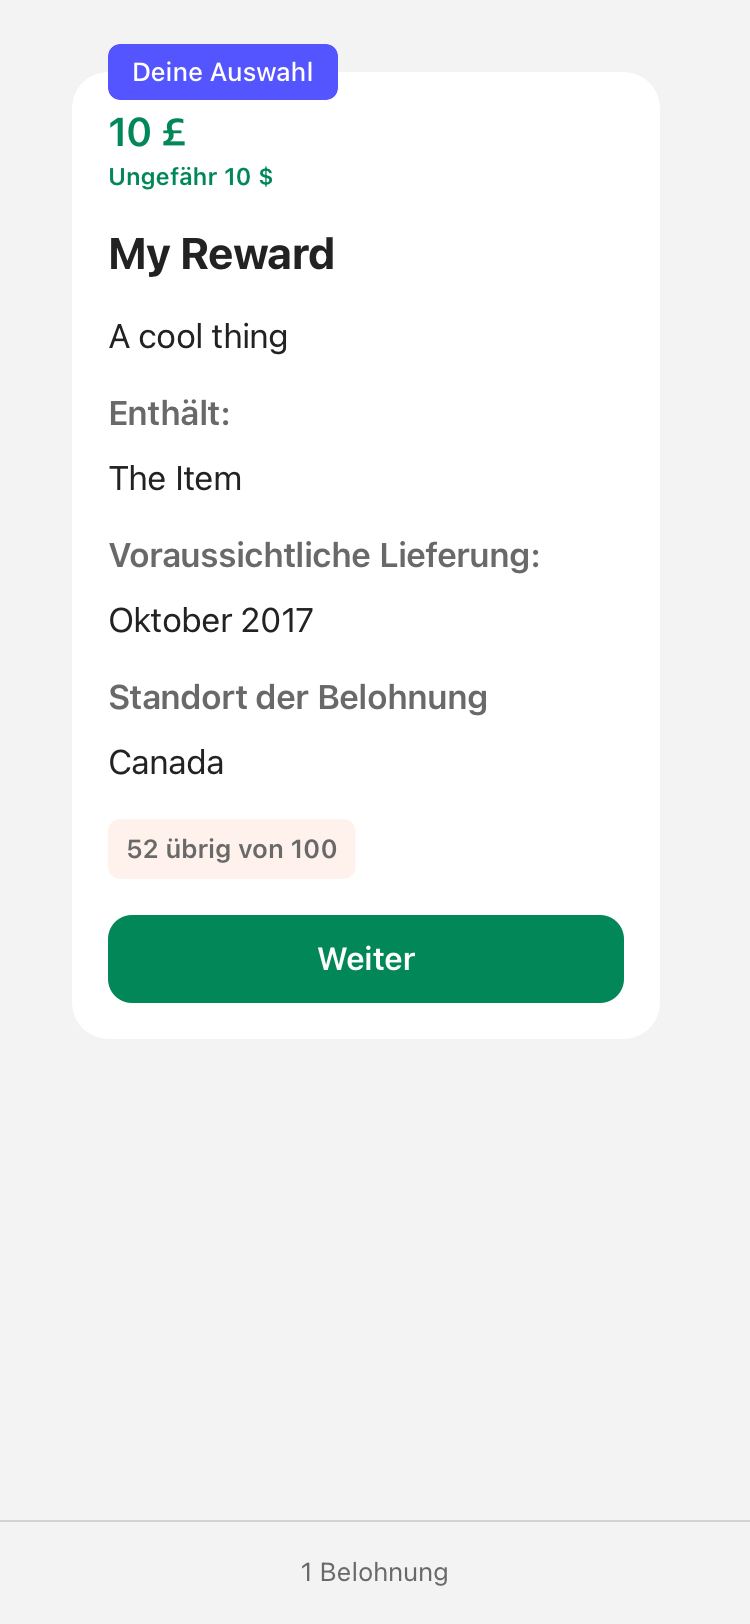 Deine Auswahl
10 £
Ungefähr 10 $
My Reward
A cool thing
Enthält:
The Item
Voraussichtliche Lieferung:
Oktober 2017
Standort der Belohnung
Canada
52 übrig von 100
Weiter
1 Belohnung